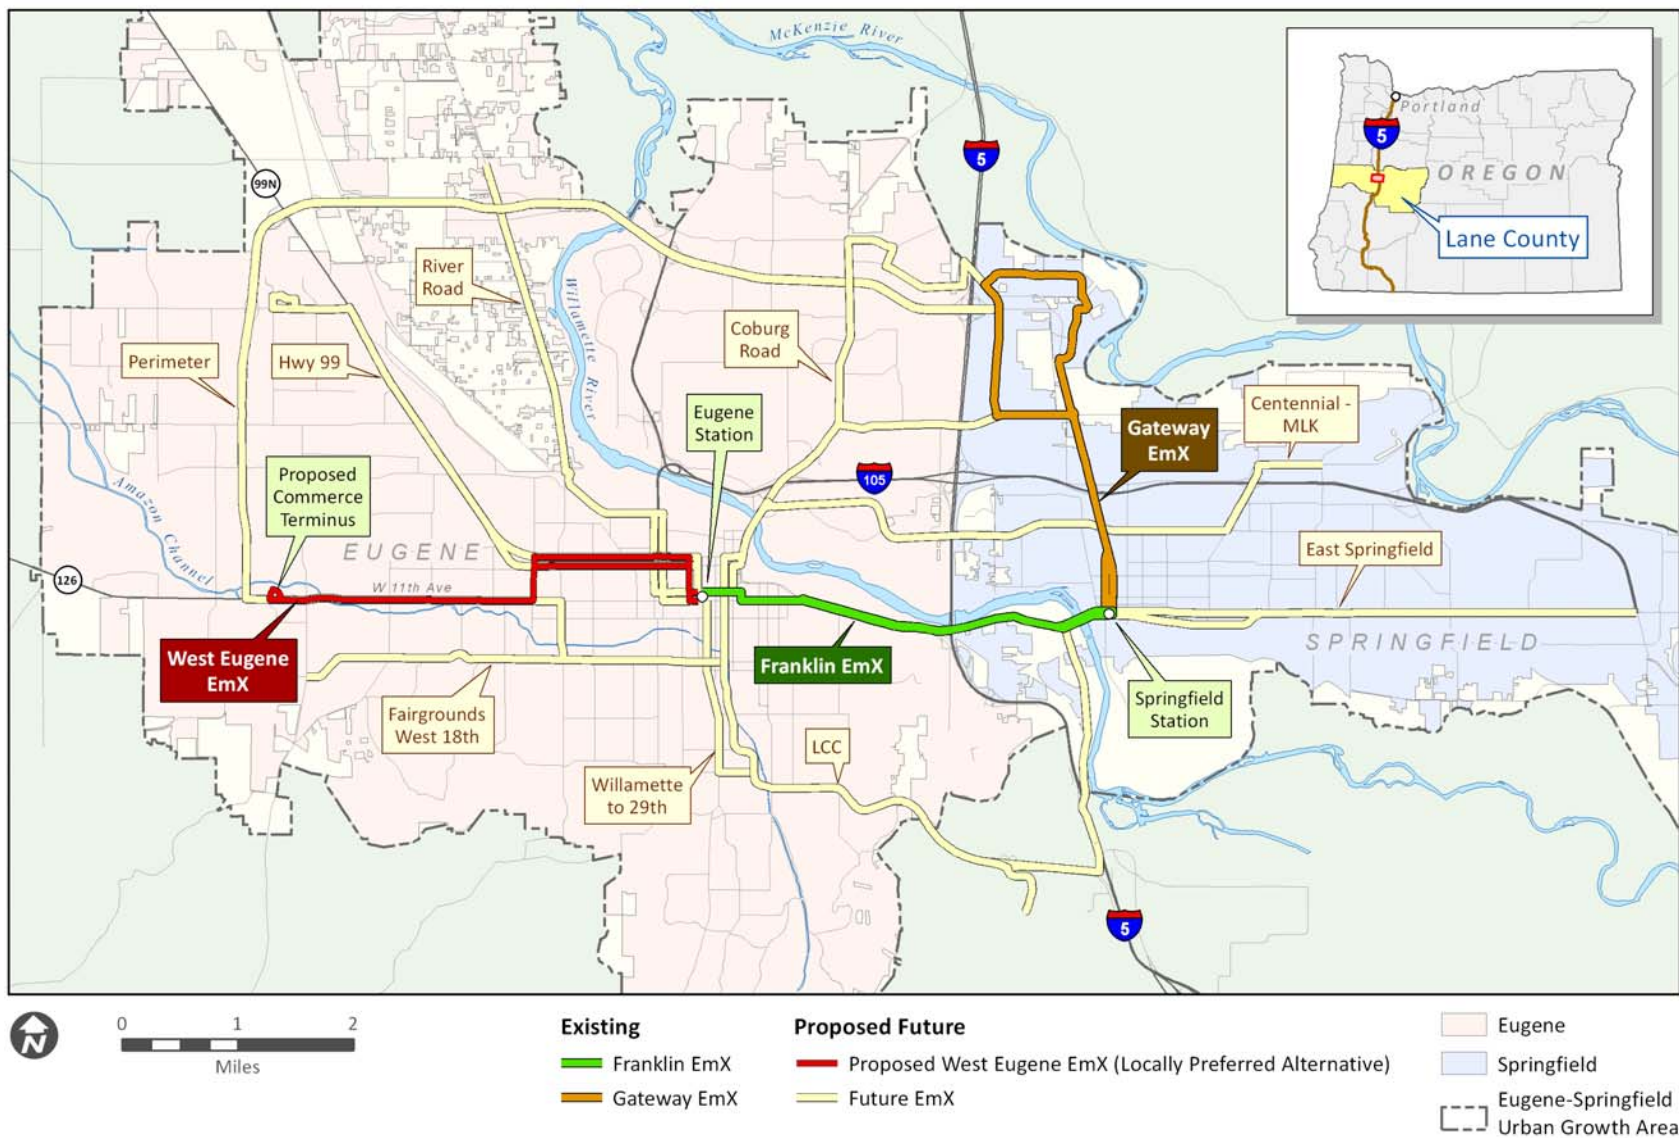 McKenzie River
Portland
5
OREGON
Lane County
5
99N
River
Road
Willamette River
Coburg
Road
Perimeter
Hwy 99
Eugene
Station
Centennial -
MLK
Gateway
EmX
Proposed
Commerce
Terminus
105
Amazon Channel
EUGENE
East Springfield
126
W 11th Ave
SPRINGFIELD
West Eugene
EmX
Franklin EmX
Springfield
Station
Fairgrounds
West 18th
LCC
Willamette
to 29th
5
N
0 1 2
Miles
Existing
Franklin EmX
Gateway EmX
Proposed Future
Proposed West Eugene EmX (Locally Preferred Alternative)
Future EmX
Eugene
Springfield
Eugene-Springfield
Urban Growth Area